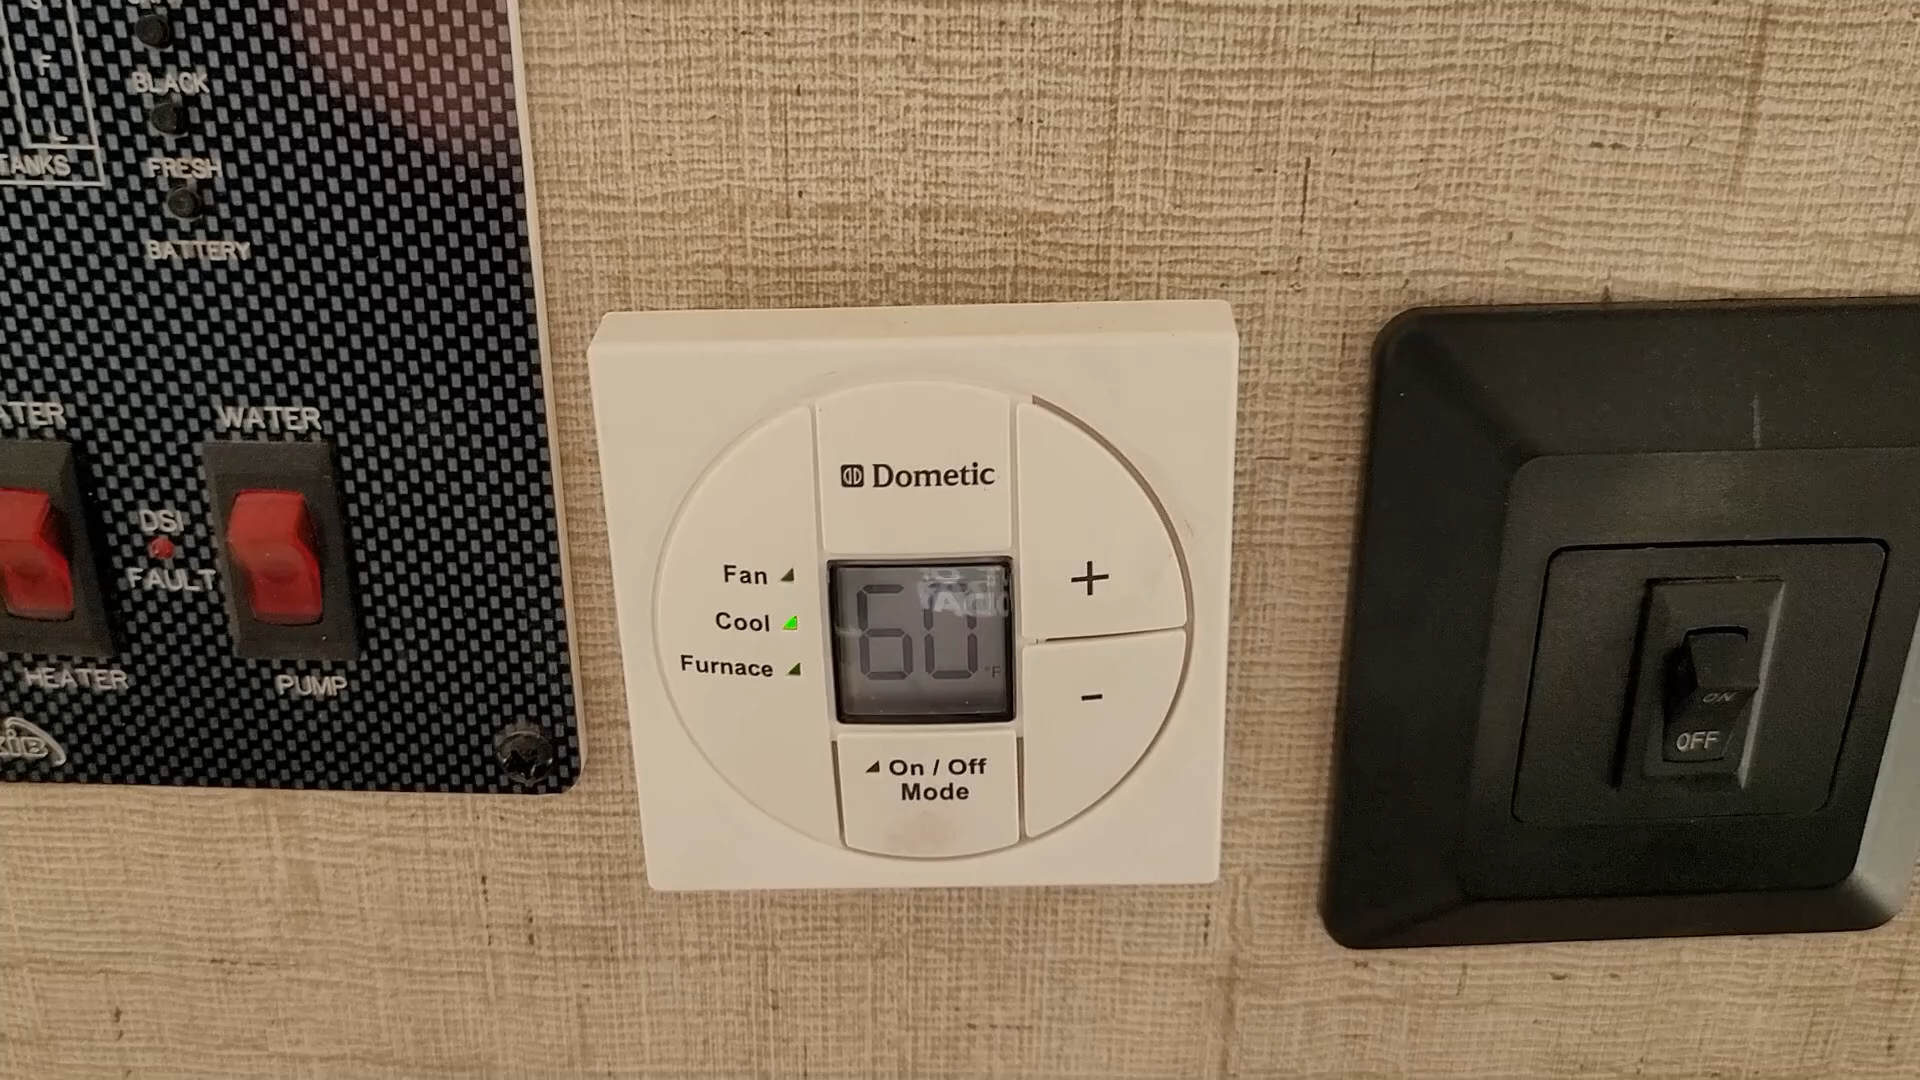 F
BLACK
L
TANKS
FRESH
BATTERY
WATER
DSI
FAULT
HEATER
PUMP
KIB
Dometic
Fan
Cool
60 °F
Furnace
+
-
On / Off
Mode
ON
OFF